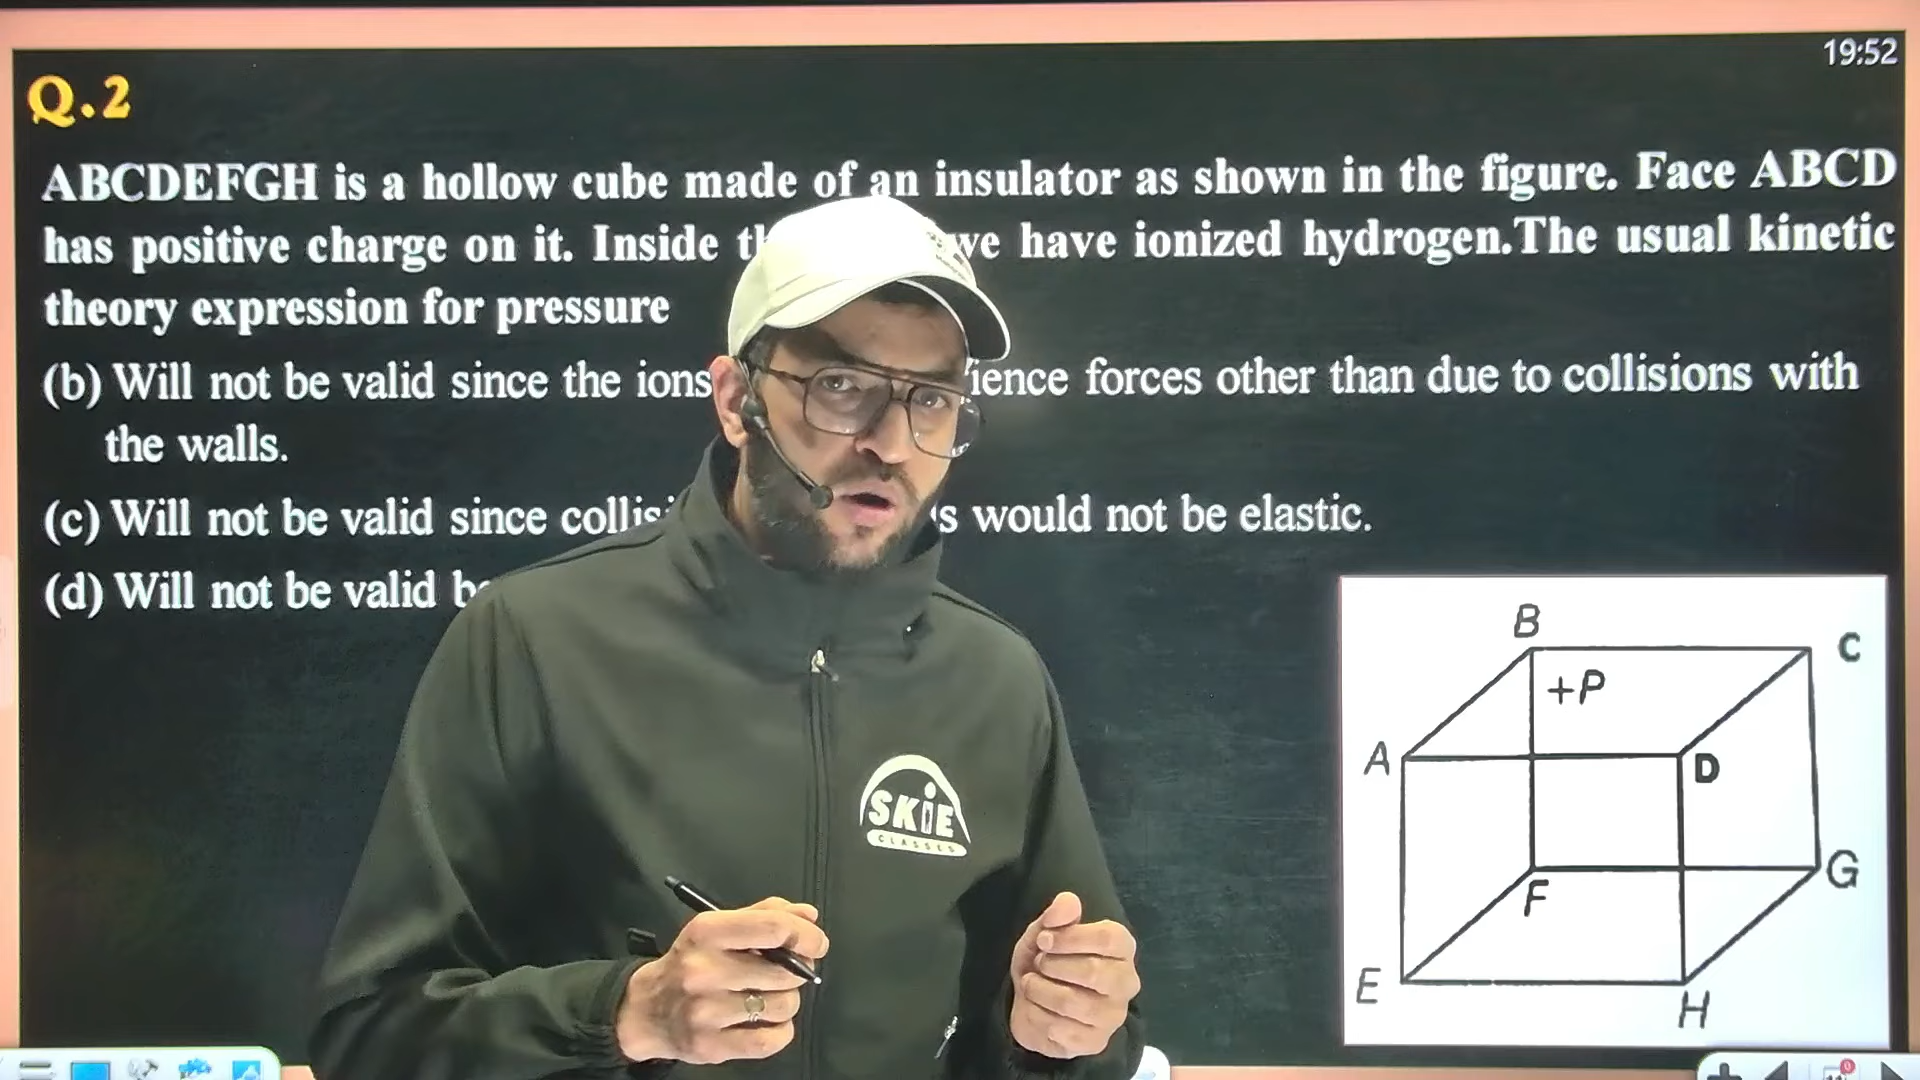 19:52
Q.2
ABCDEFGH is a hollow cube made of an insulator as shown in the figure. Face ABCD
has positive charge on it. Inside we have ionized hydrogen.The usual kinetic
theory expression for pressure
(b) Will not be valid since the ions forces other than due to collisions with
the walls.
(c) Will not be valid since would not be elastic.
(d) Will not be valid
B
C
+P
A
D
F
G
E
H
SKIE
CLASSES